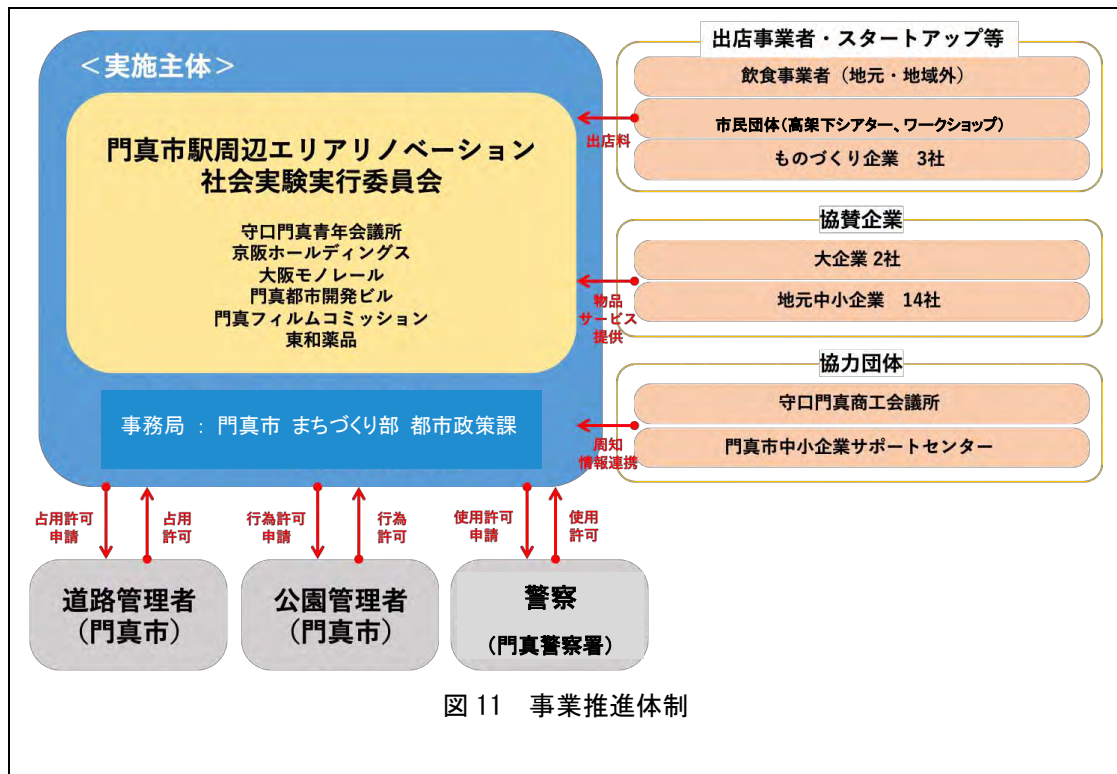 ＜実施主体＞
門真市駅周辺エリアリノベーション
社会実験実行委員会
守口門真青年会議所
京阪ホールディングス
大阪モノレール
門真都市開発ビル
門真フィルムコミッション
東和薬品
事務局 ： 門真市 まちづくり部 都市政策課
出店料
物品
サービス
提供
周知
情報連携
出店事業者・スタートアップ等
飲食事業者（地元・地域外）
市民団体(高架下シアター、ワークショップ)
ものづくり企業　3社
協賛企業
大企業 2社
地元中小企業　14社
協力団体
守口門真商工会議所
門真市中小企業サポートセンター
占用許可
申請
占用
許可
行為許可
申請
行為
許可
使用許可
申請
使用
許可
道路管理者
（門真市）
公園管理者
（門真市）
警察
(門真警察署)
図 11　事業推進体制